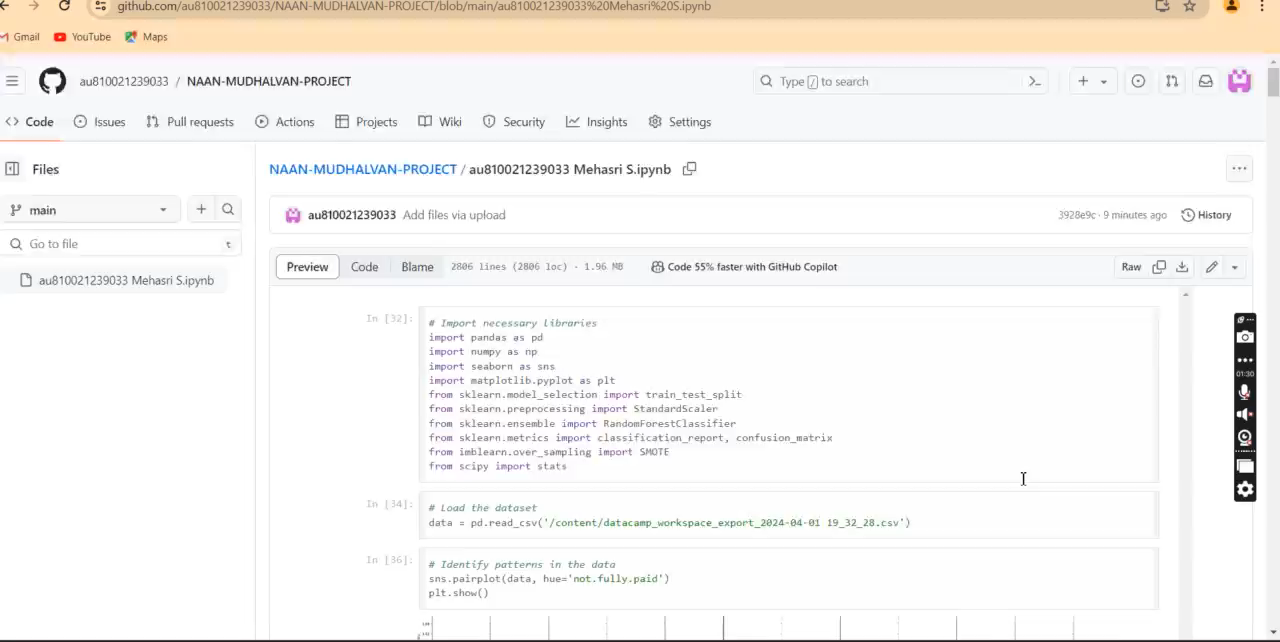 github.com/au810021239033/NAAN-MUDHALVAN-PROJECT/blob/main/au810021239033%20Mehasri%20S.ipynb
Gmail YouTube Maps
au810021239033 / NAAN-MUDHALVAN-PROJECT
Type / to search
Code Issues Pull requests Actions Projects Wiki Security Insights Settings
Files
NAAN-MUDHALVAN-PROJECT / au810021239033 Mehasri S.ipynb
main
au810021239033 Add files via upload
3928e9c · 9 minutes ago History
Go to file t
Preview Code Blame 2806 lines (2806 loc) · 1.96 MB Code 55% faster with GitHub Copilot Raw
au810021239033 Mehasri S.ipynb
In [32]:
# Import necessary libraries
import pandas as pd
import numpy as np
import seaborn as sns
import matplotlib.pyplot as plt
from sklearn.model_selection import train_test_split
from sklearn.preprocessing import StandardScaler
from sklearn.ensemble import RandomForestClassifier
from sklearn.metrics import classification_report, confusion_matrix
from imblearn.over_sampling import SMOTE
from scipy import stats
In [34]:
# Load the dataset
data = pd.read_csv('/content/datacamp_workspace_export_2024-04-01 19_32_28.csv')
In [36]:
# Identify patterns in the data
sns.pairplot(data, hue='not.fully.paid')
plt.show()
01:30